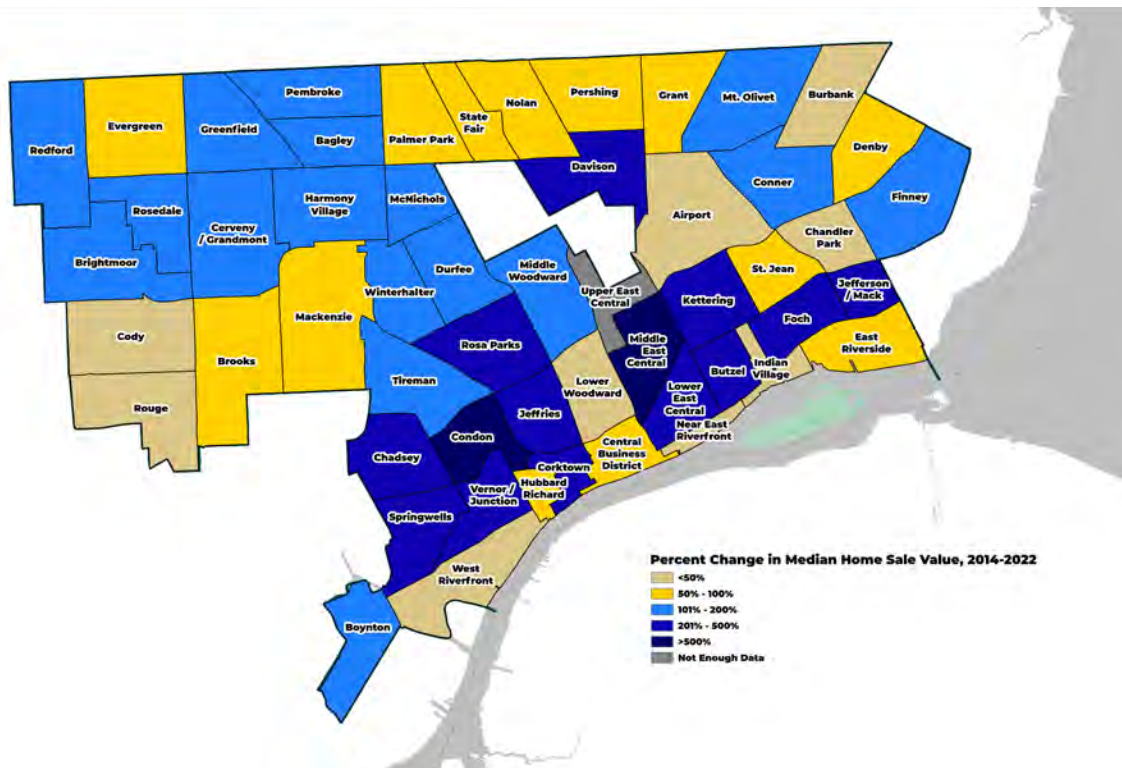 Redford
Evergreen
Greenfield
Pembroke
Bagley
Palmer Park
State
Fair
Nolan
Pershing
Grant
Mt. Olivet
Burbank
Denby
Finney
Conner
Davison
Airport
Chandler
Park
Rosedale
Brightmoor
Cerveny
/ Grandmont
Harmony
Village
McNichols
Durfee
Winterhalter
Middle
Woodward
Upper East
Central
Kettering
St. Jean
Jefferson
/ Mack
Foch
East
Riverside
Cody
Rouge
Brooks
Mackenzie
Tireman
Rosa Parks
Lower
Woodward
Middle
East
Central
Butzel
Indian
Village
Lower
East
Central
Near East
Riverfront
Jeffries
Condon
Chadsey
Vernor /
Junction
Corktown
Hubbard
Richard
Central
Business
District
Springwells
West
Riverfront
Boynton
Percent Change in Median Home Sale Value, 2014-2022
<50%
50% - 100%
101% - 200%
201% - 500%
>500%
Not Enough Data